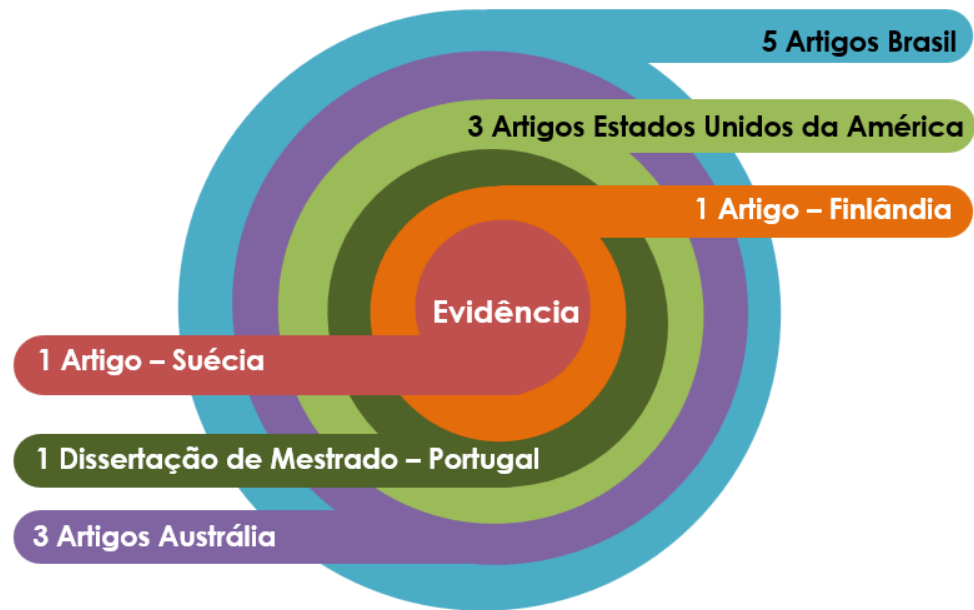 5 Artigos Brasil
3 Artigos Estados Unidos da América
1 Artigo – Finlândia
Evidência
1 Artigo – Suécia
1 Dissertação de Mestrado – Portugal
3 Artigos Austrália